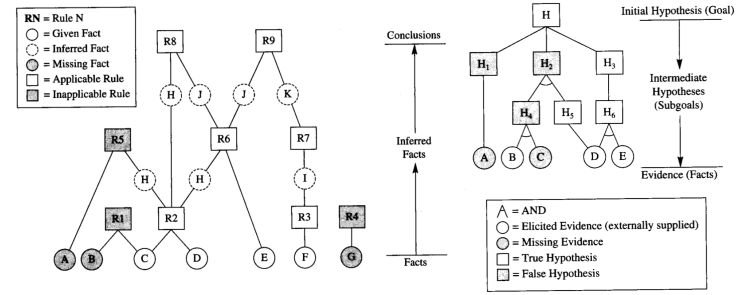 RN = Rule N
= Given Fact
= Inferred Fact
= Missing Fact
= Applicable Rule
= Inapplicable Rule
R8 R9
H J J K
R5 R6 R7
H H I
R1 R2 R3 R4
A B C D E F G
Conclusions
Inferred
Facts
Facts
H
H1 H2 H3
H4 H5 H6
A B C D E
Initial Hypothesis (Goal)
Intermediate
Hypotheses
(Subgoals)
Evidence (Facts)
= AND
= Elicited Evidence (externally supplied)
= Missing Evidence
= True Hypothesis
= False Hypothesis